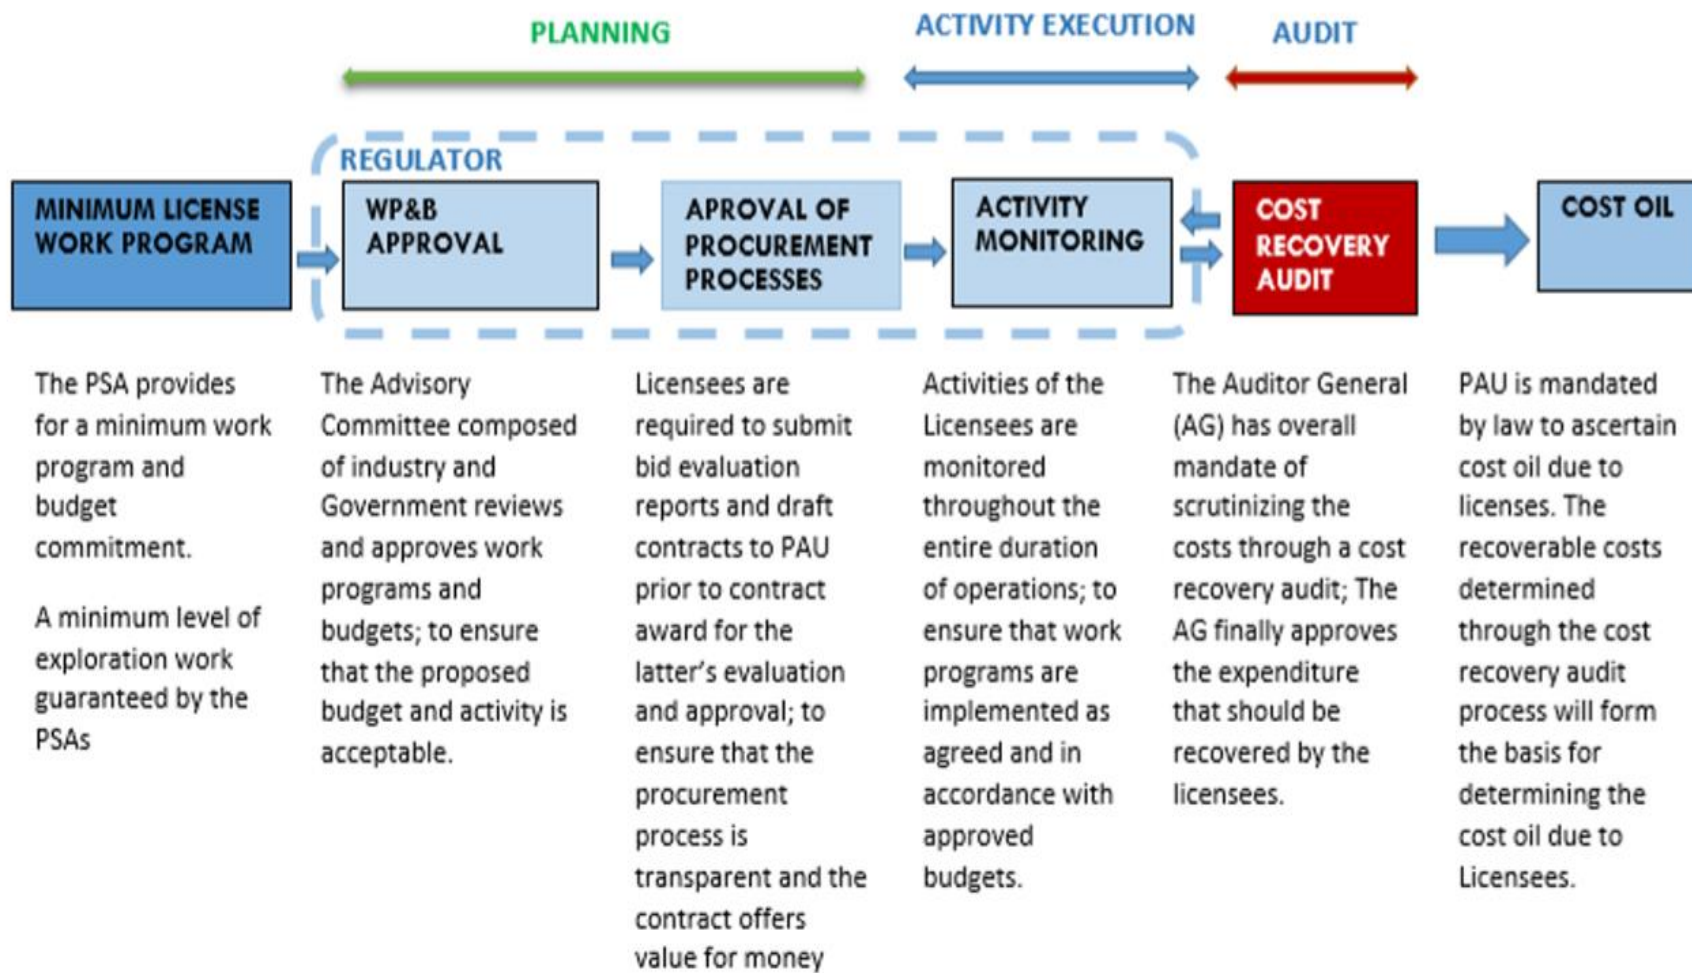 PLANNING
ACTIVITY EXECUTION
AUDIT
REGULATOR
MINIMUM LICENSE
WORK PROGRAM
WP&B
APPROVAL
APROVAL OF
PROCUREMENT
PROCESSES
ACTIVITY
MONITORING
COST
RECOVERY
AUDIT
COST OIL
The PSA provides
for a minimum work
program and
budget
commitment.
A minimum level of
exploration work
guaranteed by the
PSAs
The Advisory
Committee composed
of industry and
Government reviews
and approves work
programs and
budgets; to ensure
that the proposed
budget and activity is
acceptable.
Licensees are
required to submit
bid evaluation
reports and draft
contracts to PAU
prior to contract
award for the
latter's evaluation
and approval; to
ensure that the
procurement
process is
transparent and the
contract offers
value for money
Activities of the
Licensees are
monitored
throughout the
entire duration
of operations; to
ensure that work
programs are
implemented as
agreed and in
accordance with
approved
budgets.
The Auditor General
(AG) has overall
mandate of
scrutinizing the
costs through a cost
recovery audit; The
AG finally approves
the expenditure
that should be
recovered by the
licensees.
PAU is mandated
by law to ascertain
cost oil due to
licenses. The
recoverable costs
determined
through the cost
recovery audit
process will form
the basis for
determining the
cost oil due to
Licensees.